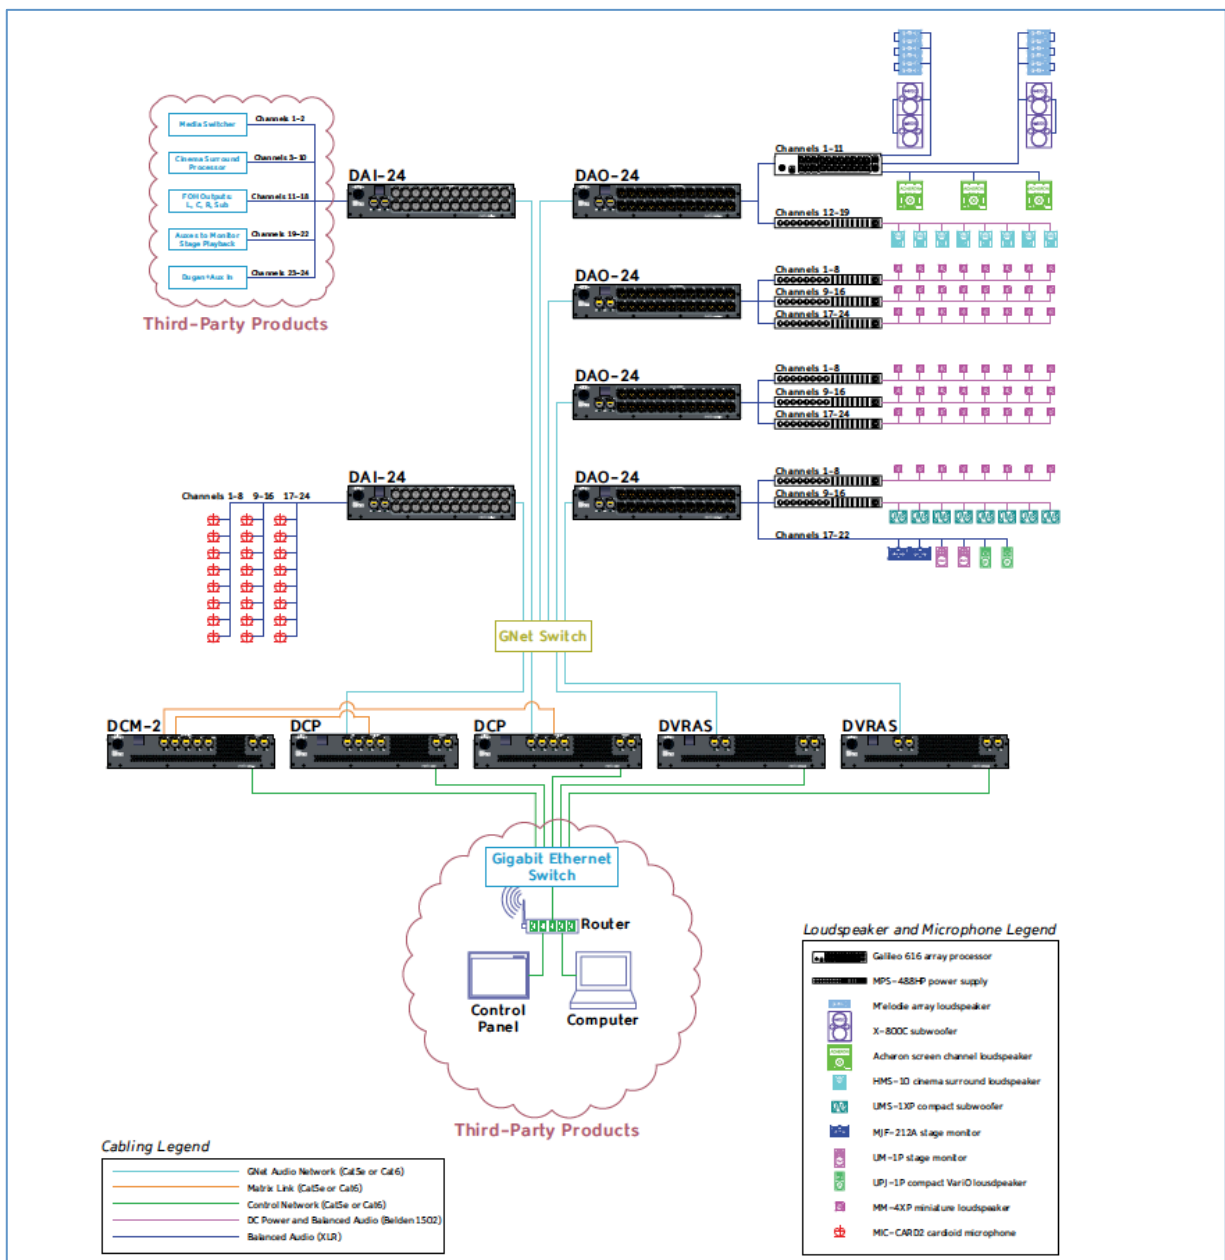 Media Switcher
Channels 1-2
Cinema Surround
Processor
Channels 3-10
FOH Outputs:
L, C, R, Sub
Channels 11-18
Auxes to Monitor
Stage Playback
Channels 19-22
Dugan+Aux In
Channels 23-24
Third-Party Products
DAI-24
DAO-24
Channels 1-11
Channels 12-19
DAO-24
Channels 1-8
Channels 9-16
Channels 17-24
DAO-24
Channels 1-8
Channels 9-16
Channels 17-24
DAI-24
Channels 1-8 9-16 17-24
DAO-24
Channels 1-8
Channels 9-16
Channels 17-22
GNet Switch
DCM-2
DCP
DCP
DVRAS
DVRAS
Gigabit Ethernet
Switch
Router
Control
Panel
Computer
Third-Party Products
Cabling Legend
GNet Audio Network (Cat5e or Cat6)
Matrix Link (Cat5e or Cat6)
Control Network (Cat5e or Cat6)
DC Power and Balanced Audio (Belden 1502)
Balanced Audio (XLR)
Loudspeaker and Microphone Legend
Galileo 616 array processor
MPS-488HP power supply
M'elodie array loudspeaker
X-800C subwoofer
Acheron screen channel loudspeaker
HMS-10 cinema surround loudspeaker
UMS-1XP compact subwoofer
MJF-212A stage monitor
UM-1P stage monitor
UPJ-1P compact VariO lousdpeaker
MM-4XP miniature loudspeaker
MIC-CARD2 cardioid microphone